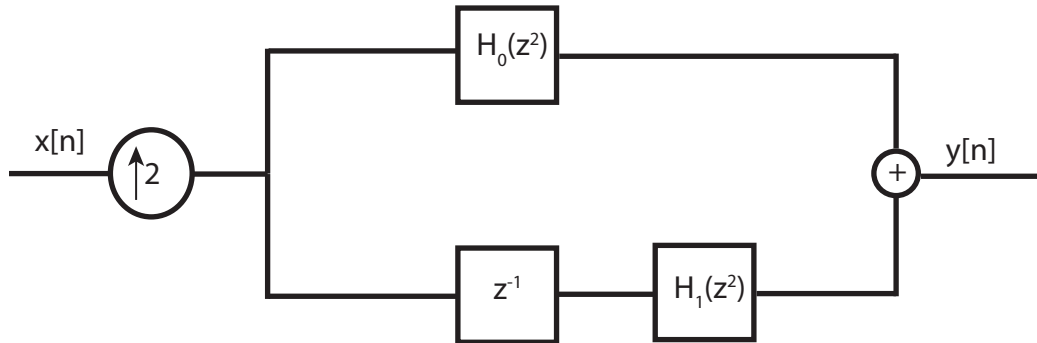 x[n]
↑2
H₀(z²)
+
y[n]
z⁻¹
H₁(z²)